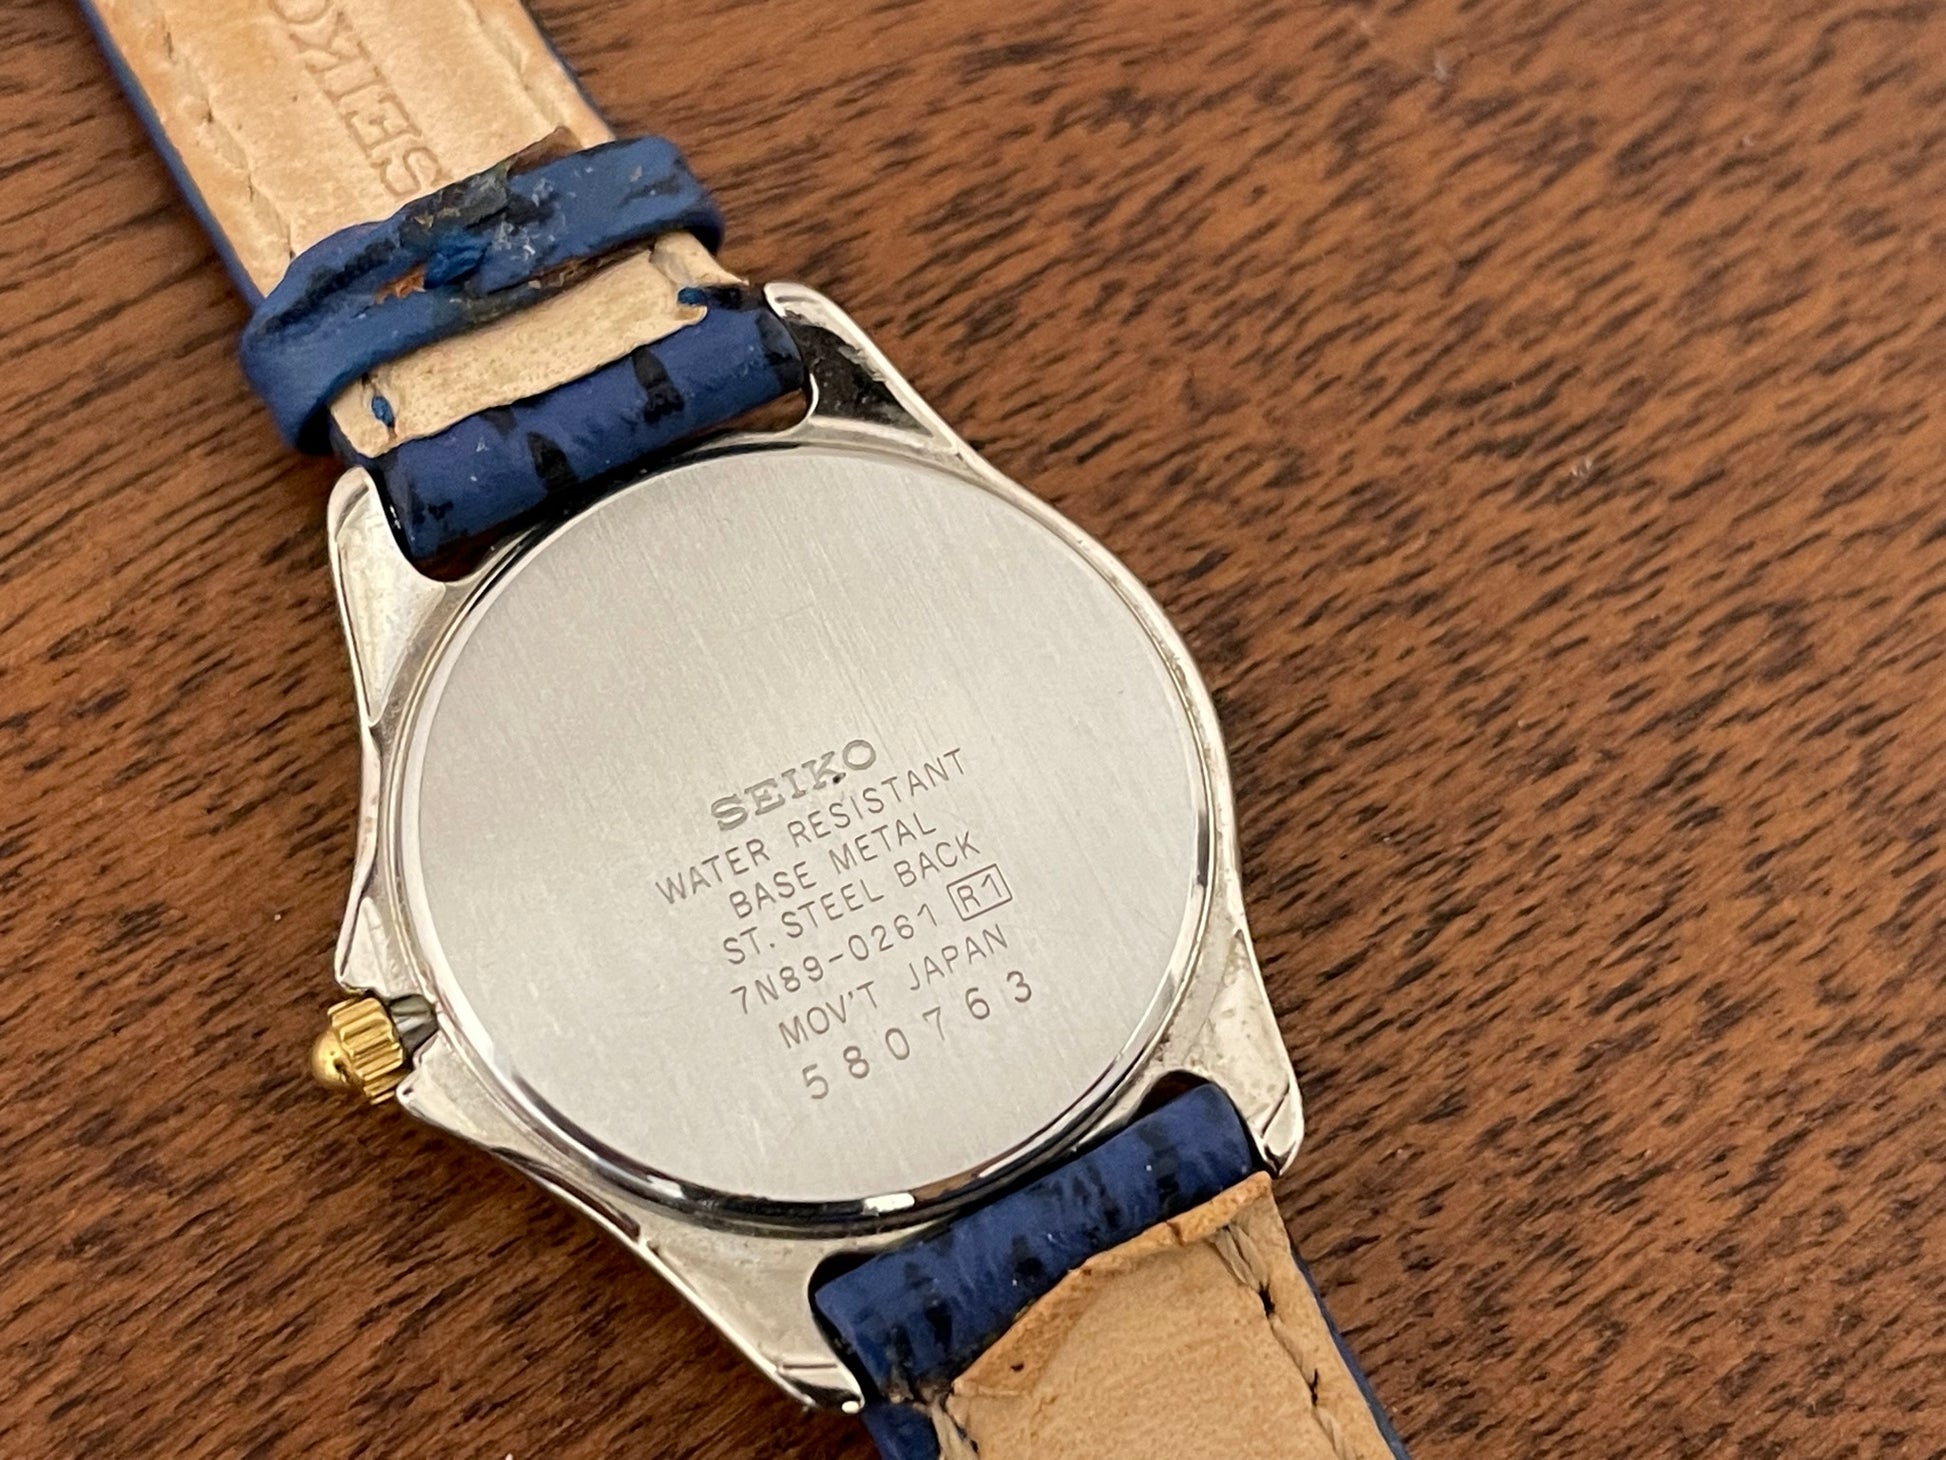 SEIKO
SEIKO
WATER RESISTANT
BASE METAL
ST. STEEL BACK
7N89-0261 R1
MOV'T JAPAN
580763